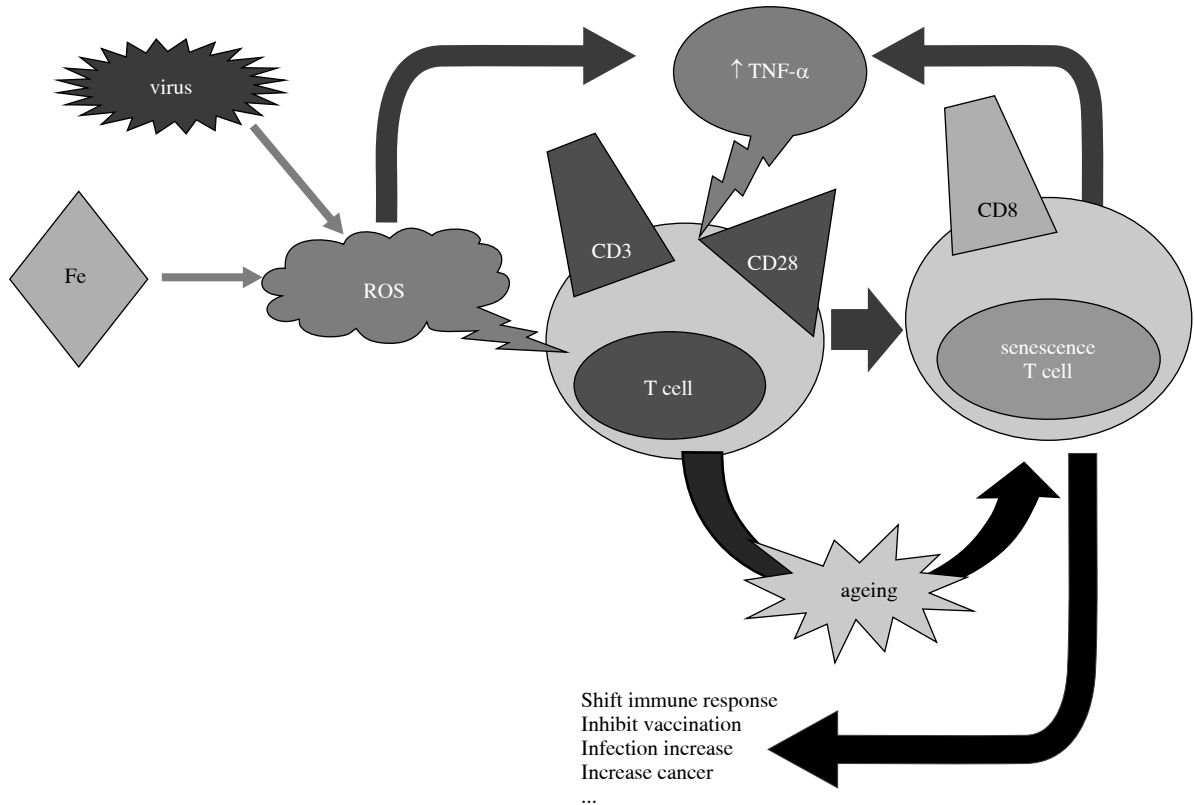 virus
↑ TNF-α
Fe
ROS
CD3
CD28
CD8
T cell
senescence
T cell
ageing
Shift immune response
Inhibit vaccination
Infection increase
Increase cancer
...